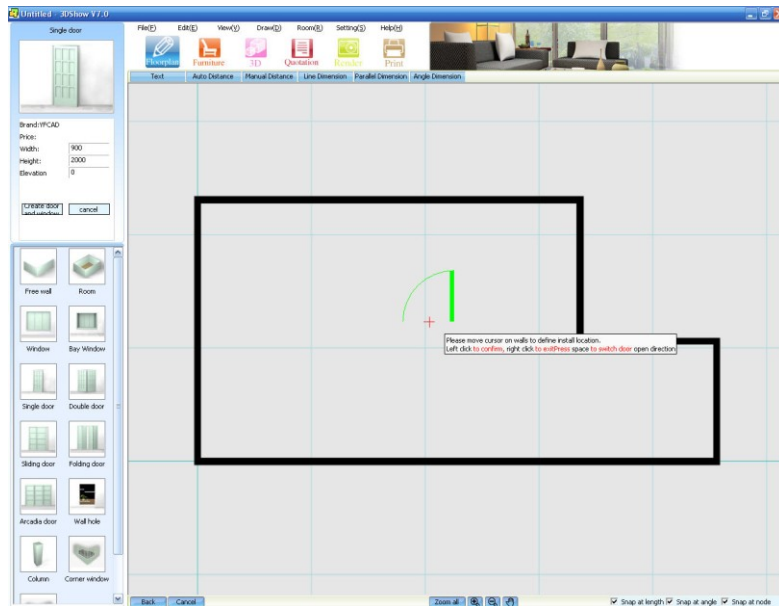 Untitled - 3DShow V7.0
Single door
File(F) Edit(E) View(V) Draw(D) Room(R) Setting(S) Help(H)
Floorplan Furniture 3D Quotation Render Print
Text Auto Distance Manual Distance Line Dimension Parallel Dimension Angle Dimension
Brand:YFCAD
Price:
Width: 900
Height: 2000
Elevation 0
Create door
and window
cancel
Free wall Room
Window Bay Window
Single door Double door
Sliding door Folding door
Arcadia door Wall hole
Column Corner window
Please move cursor on walls to define install location.
Left click to confirm, right click to exitPress space to switch door open direction
Back Cancel Zoom all Snap at length Snap at angle Snap at node